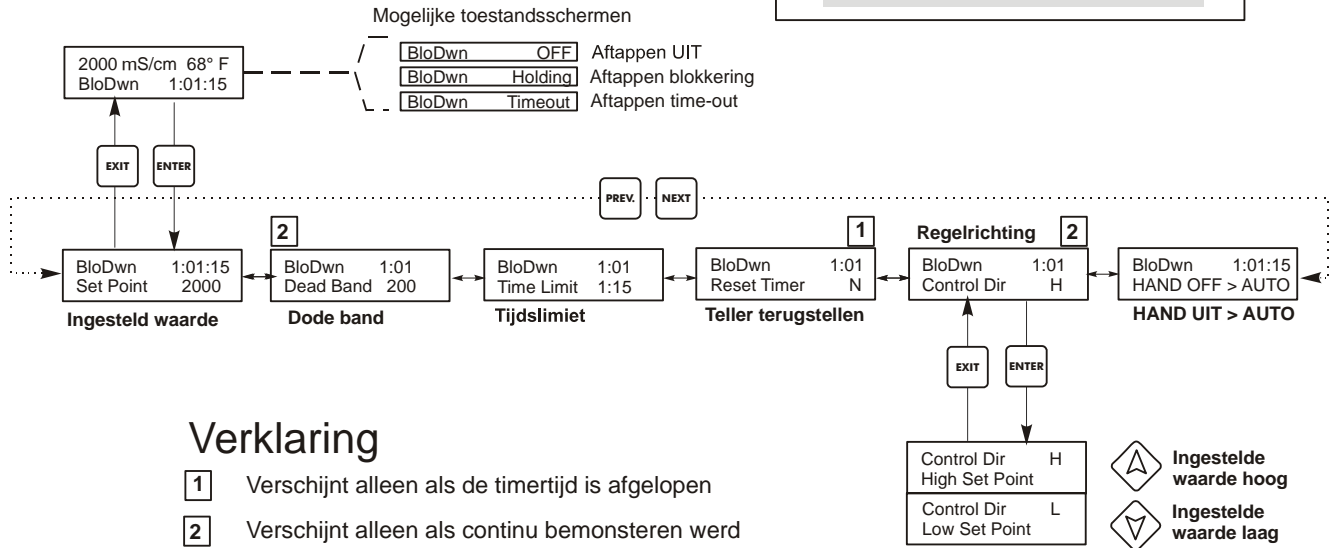 Mogelijke toestandsschermen
2000 mS/cm 68° F
BloDwn 1:01:15
BloDwn OFF Aftappen UIT
BloDwn Holding Aftappen blokkering
BloDwn Timeout Aftappen time-out
EXIT ENTER
PREV. NEXT
2
1
Regelrichting 2
BloDwn 1:01:15
Set Point 2000
Ingesteld waarde
BloDwn 1:01
Dead Band 200
Dode band
BloDwn 1:01
Time Limit 1:15
Tijdslimiet
BloDwn 1:01
Reset Timer N
Teller terugstellen
BloDwn 1:01
Control Dir H
BloDwn 1:01:15
HAND OFF > AUTO
HAND UIT > AUTO
EXIT ENTER
Control Dir H
High Set Point
Control Dir L
Low Set Point
Ingestelde
waarde hoog
Ingestelde
waarde laag
Verklaring
1 Verschijnt alleen als de timertijd is afgelopen
2 Verschijnt alleen als continu bemonsteren werd